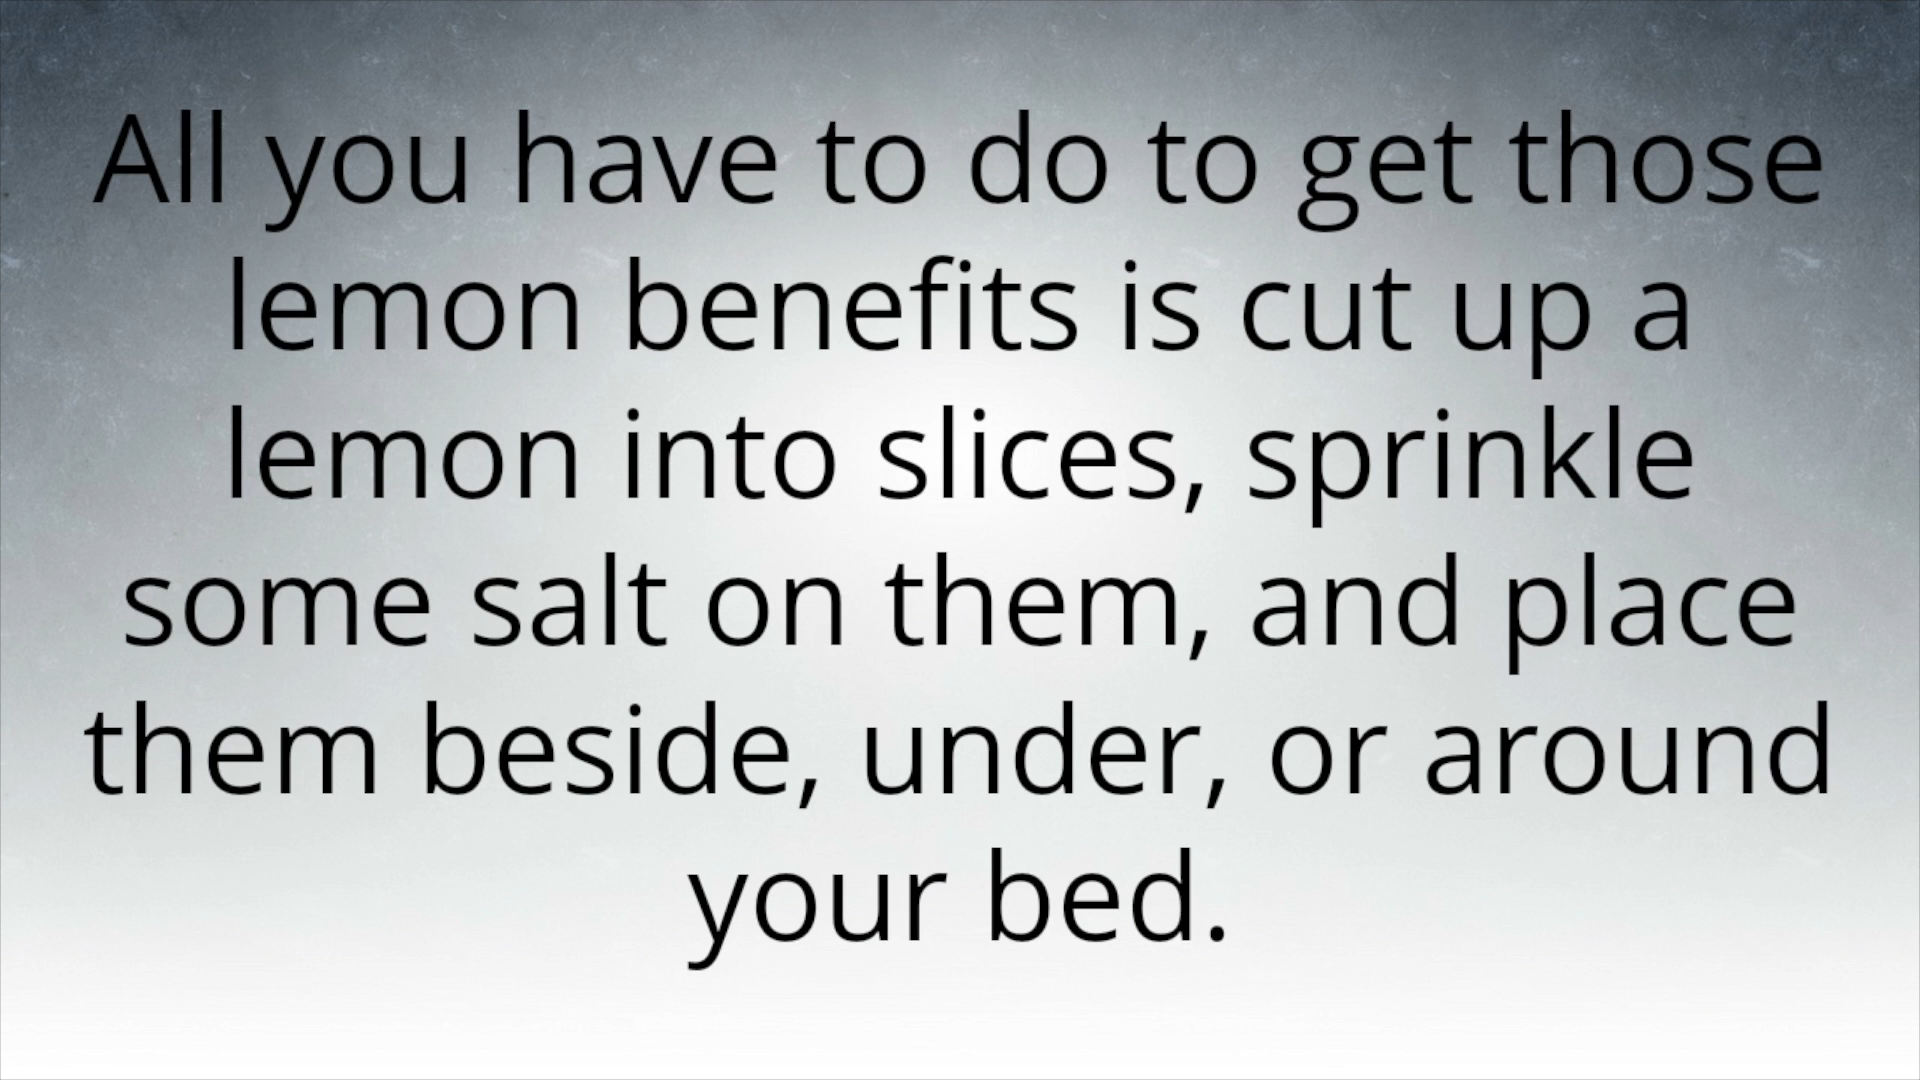 All you have to do to get those
lemon benefits is cut up a
lemon into slices, sprinkle
some salt on them, and place
them beside, under, or around
your bed.